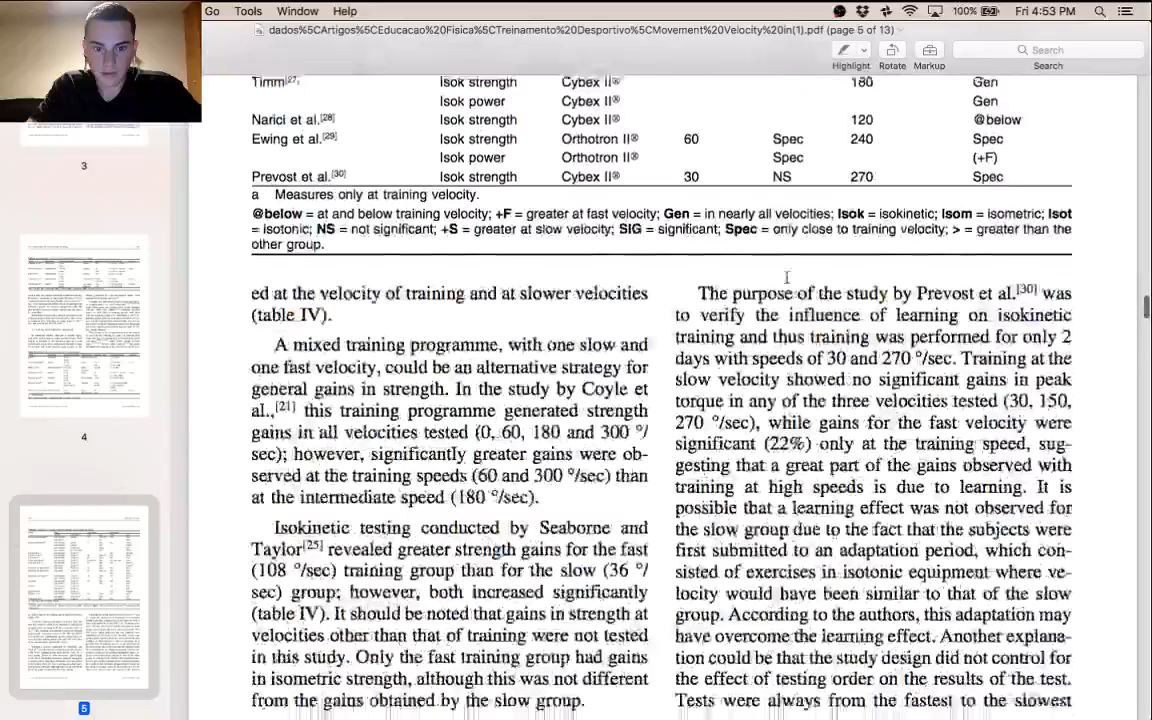 Go Tools Window Help 100% Fri 4:53 PM
dados%5CArtigos%5CEducacao%20Fisica%5CTreinamento%20Desportivo%5CMovement%20Velocity%20in(1).pdf (page 5 of 13)
Search
Highlight Rotate Markup Search
Timm[27] Isok strength Cybex II® 180 Gen
Isok power Cybex II® Gen
Narici et al.[28] Isok strength Cybex II® 120 @below
Ewing et al.[29] Isok strength Orthotron II® 60 Spec 240 Spec
Isok power Orthotron II® Spec (+F)
Prevost et al.[30] Isok strength Cybex II® 30 NS 270 Spec
a Measures only at training velocity.
@below = at and below training velocity; +F = greater at fast velocity; Gen = in nearly all velocities; Isok = isokinetic; Isom = isometric; Isot
= isotonic; NS = not significant; +S = greater at slow velocity; SIG = significant; Spec = only close to training velocity; > = greater than the
other group.
ed at the velocity of training and at slower velocities
(table IV).
A mixed training programme, with one slow and
one fast velocity, could be an alternative strategy for
general gains in strength. In the study by Coyle et
al.,[21] this training programme generated strength
gains in all velocities tested (0, 60, 180 and 300 °/
sec); however, significantly greater gains were ob-
served at the training speeds (60 and 300 °/sec) than
at the intermediate speed (180 °/sec).
Isokinetic testing conducted by Seaborne and
Taylor[25] revealed greater strength gains for the fast
(108 °/sec) training group than for the slow (36 °/
sec) group; however, both increased significantly
(table IV). It should be noted that gains in strength at
velocities other than that of training were not tested
in this study. Only the fast training group had gains
in isometric strength, although this was not different
from the gains obtained by the slow group.
The purpose of the study by Prevost et al.[30] was
to verify the influence of learning on isokinetic
training and thus training was performed for only 2
days with speeds of 30 and 270 °/sec. Training at the
slow velocity showed no significant gains in peak
torque in any of the three velocities tested (30, 150,
270 °/sec), while gains for the fast velocity were
significant (22%) only at the training speed, sug-
gesting that a great part of the gains observed with
training at high speeds is due to learning. It is
possible that a learning effect was not observed for
the slow group due to the fact that the subjects were
first submitted to an adaptation period, which con-
sisted of exercises in isotonic equipment where ve-
locity would have been similar to that of the slow
group. According to the authors, this adaptation may
have overcome the learning effect. Another explana-
tion could be that the study design did not control for
the effect of testing order on the results of the test.
Tests were always from the fastest to the slowest
3
4
5